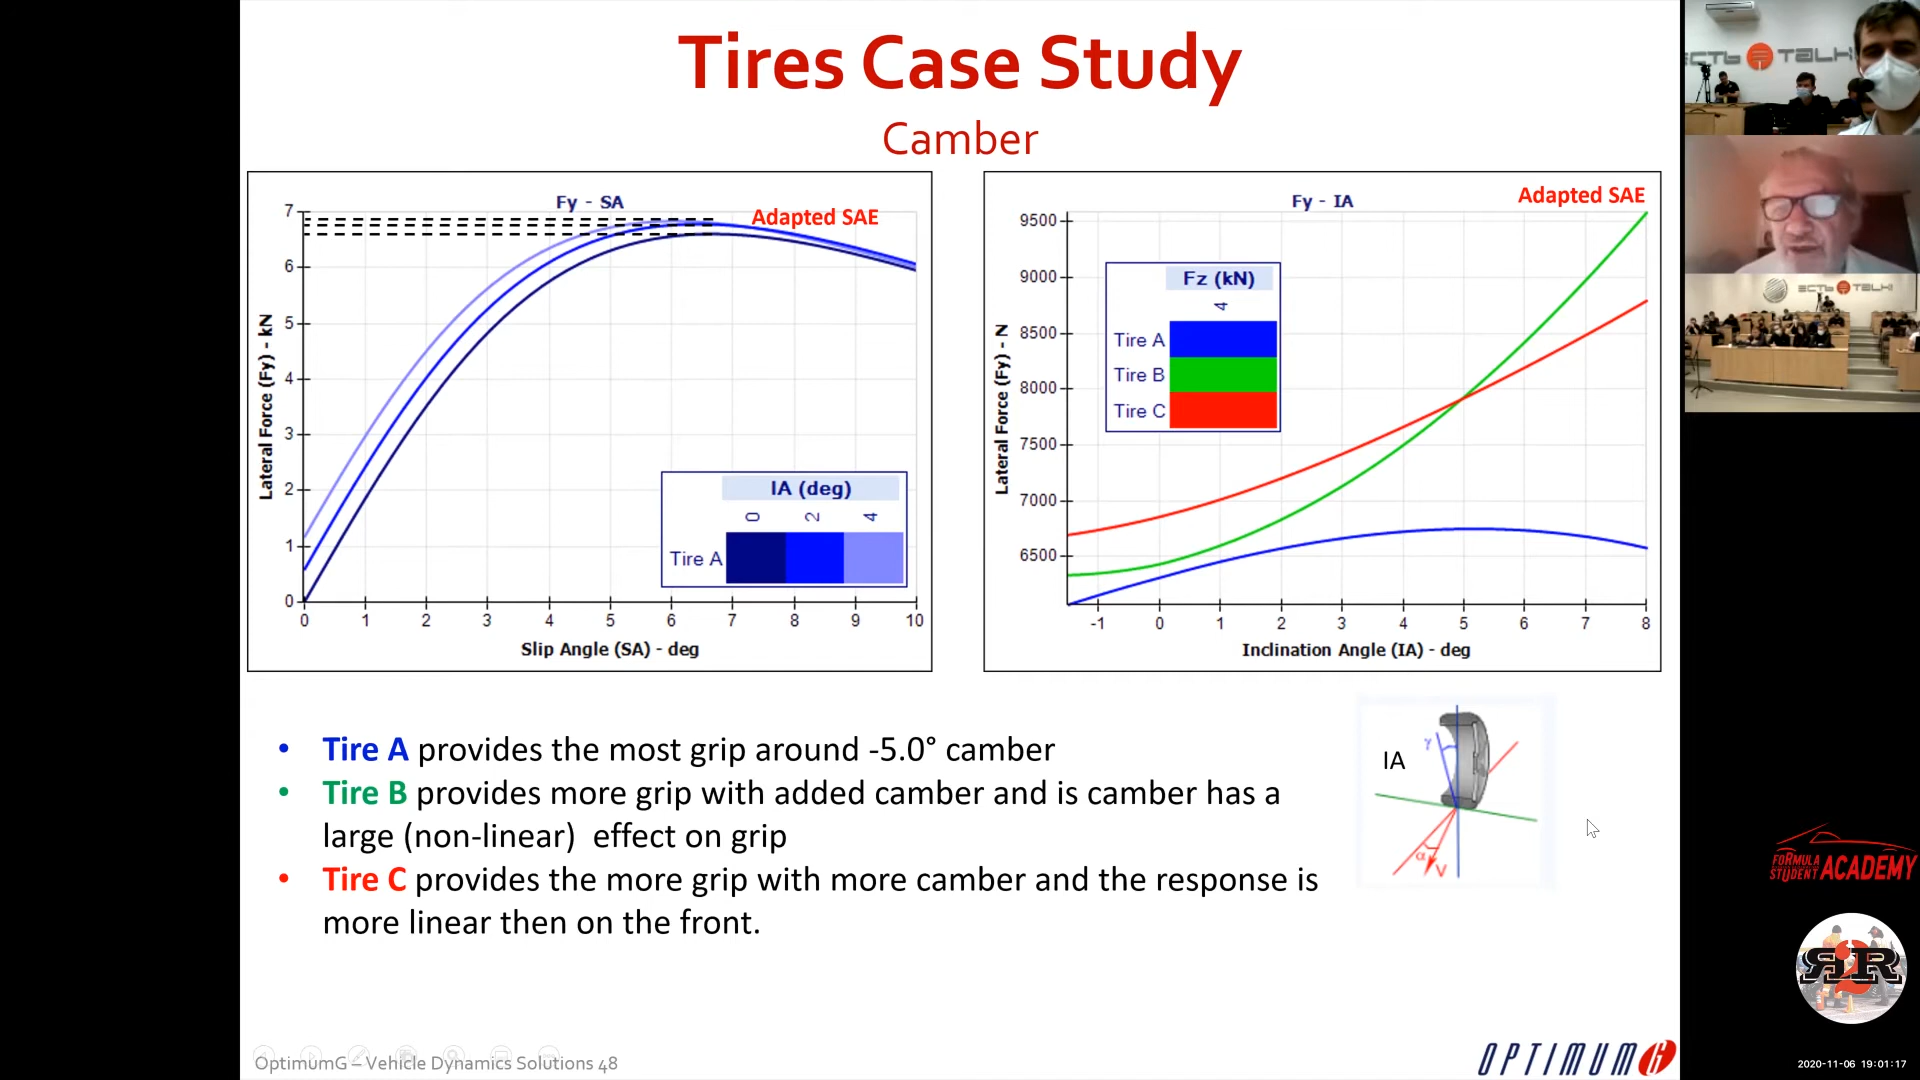 Tires Case Study
Camber
Fy - SA
Adapted SAE
7
6
5
4
3
2
1
0
Lateral Force (Fy) - kN
IA (deg)
0 2 4
Tire A
0 1 2 3 4 5 6 7 8 9 10
Slip Angle (SA) - deg
Fy - IA
Adapted SAE
9500
9000
8500
8000
7500
7000
6500
Lateral Force (Fy) - N
Fz (kN)
4
Tire A
Tire B
Tire C
-1 0 1 2 3 4 5 6 7 8
Inclination Angle (IA) - deg
• Tire A provides the most grip around -5.0° camber
• Tire B provides more grip with added camber and is camber has a
large (non-linear) effect on grip
• Tire C provides the more grip with more camber and the response is
more linear then on the front.
IA
γ
α
V
OptimumG – Vehicle Dynamics Solutions 48
OPTIMUMG
ЕСТЬ TALK!
FORMULA
STUDENT ACADEMY
2020-11-06 19:01:17